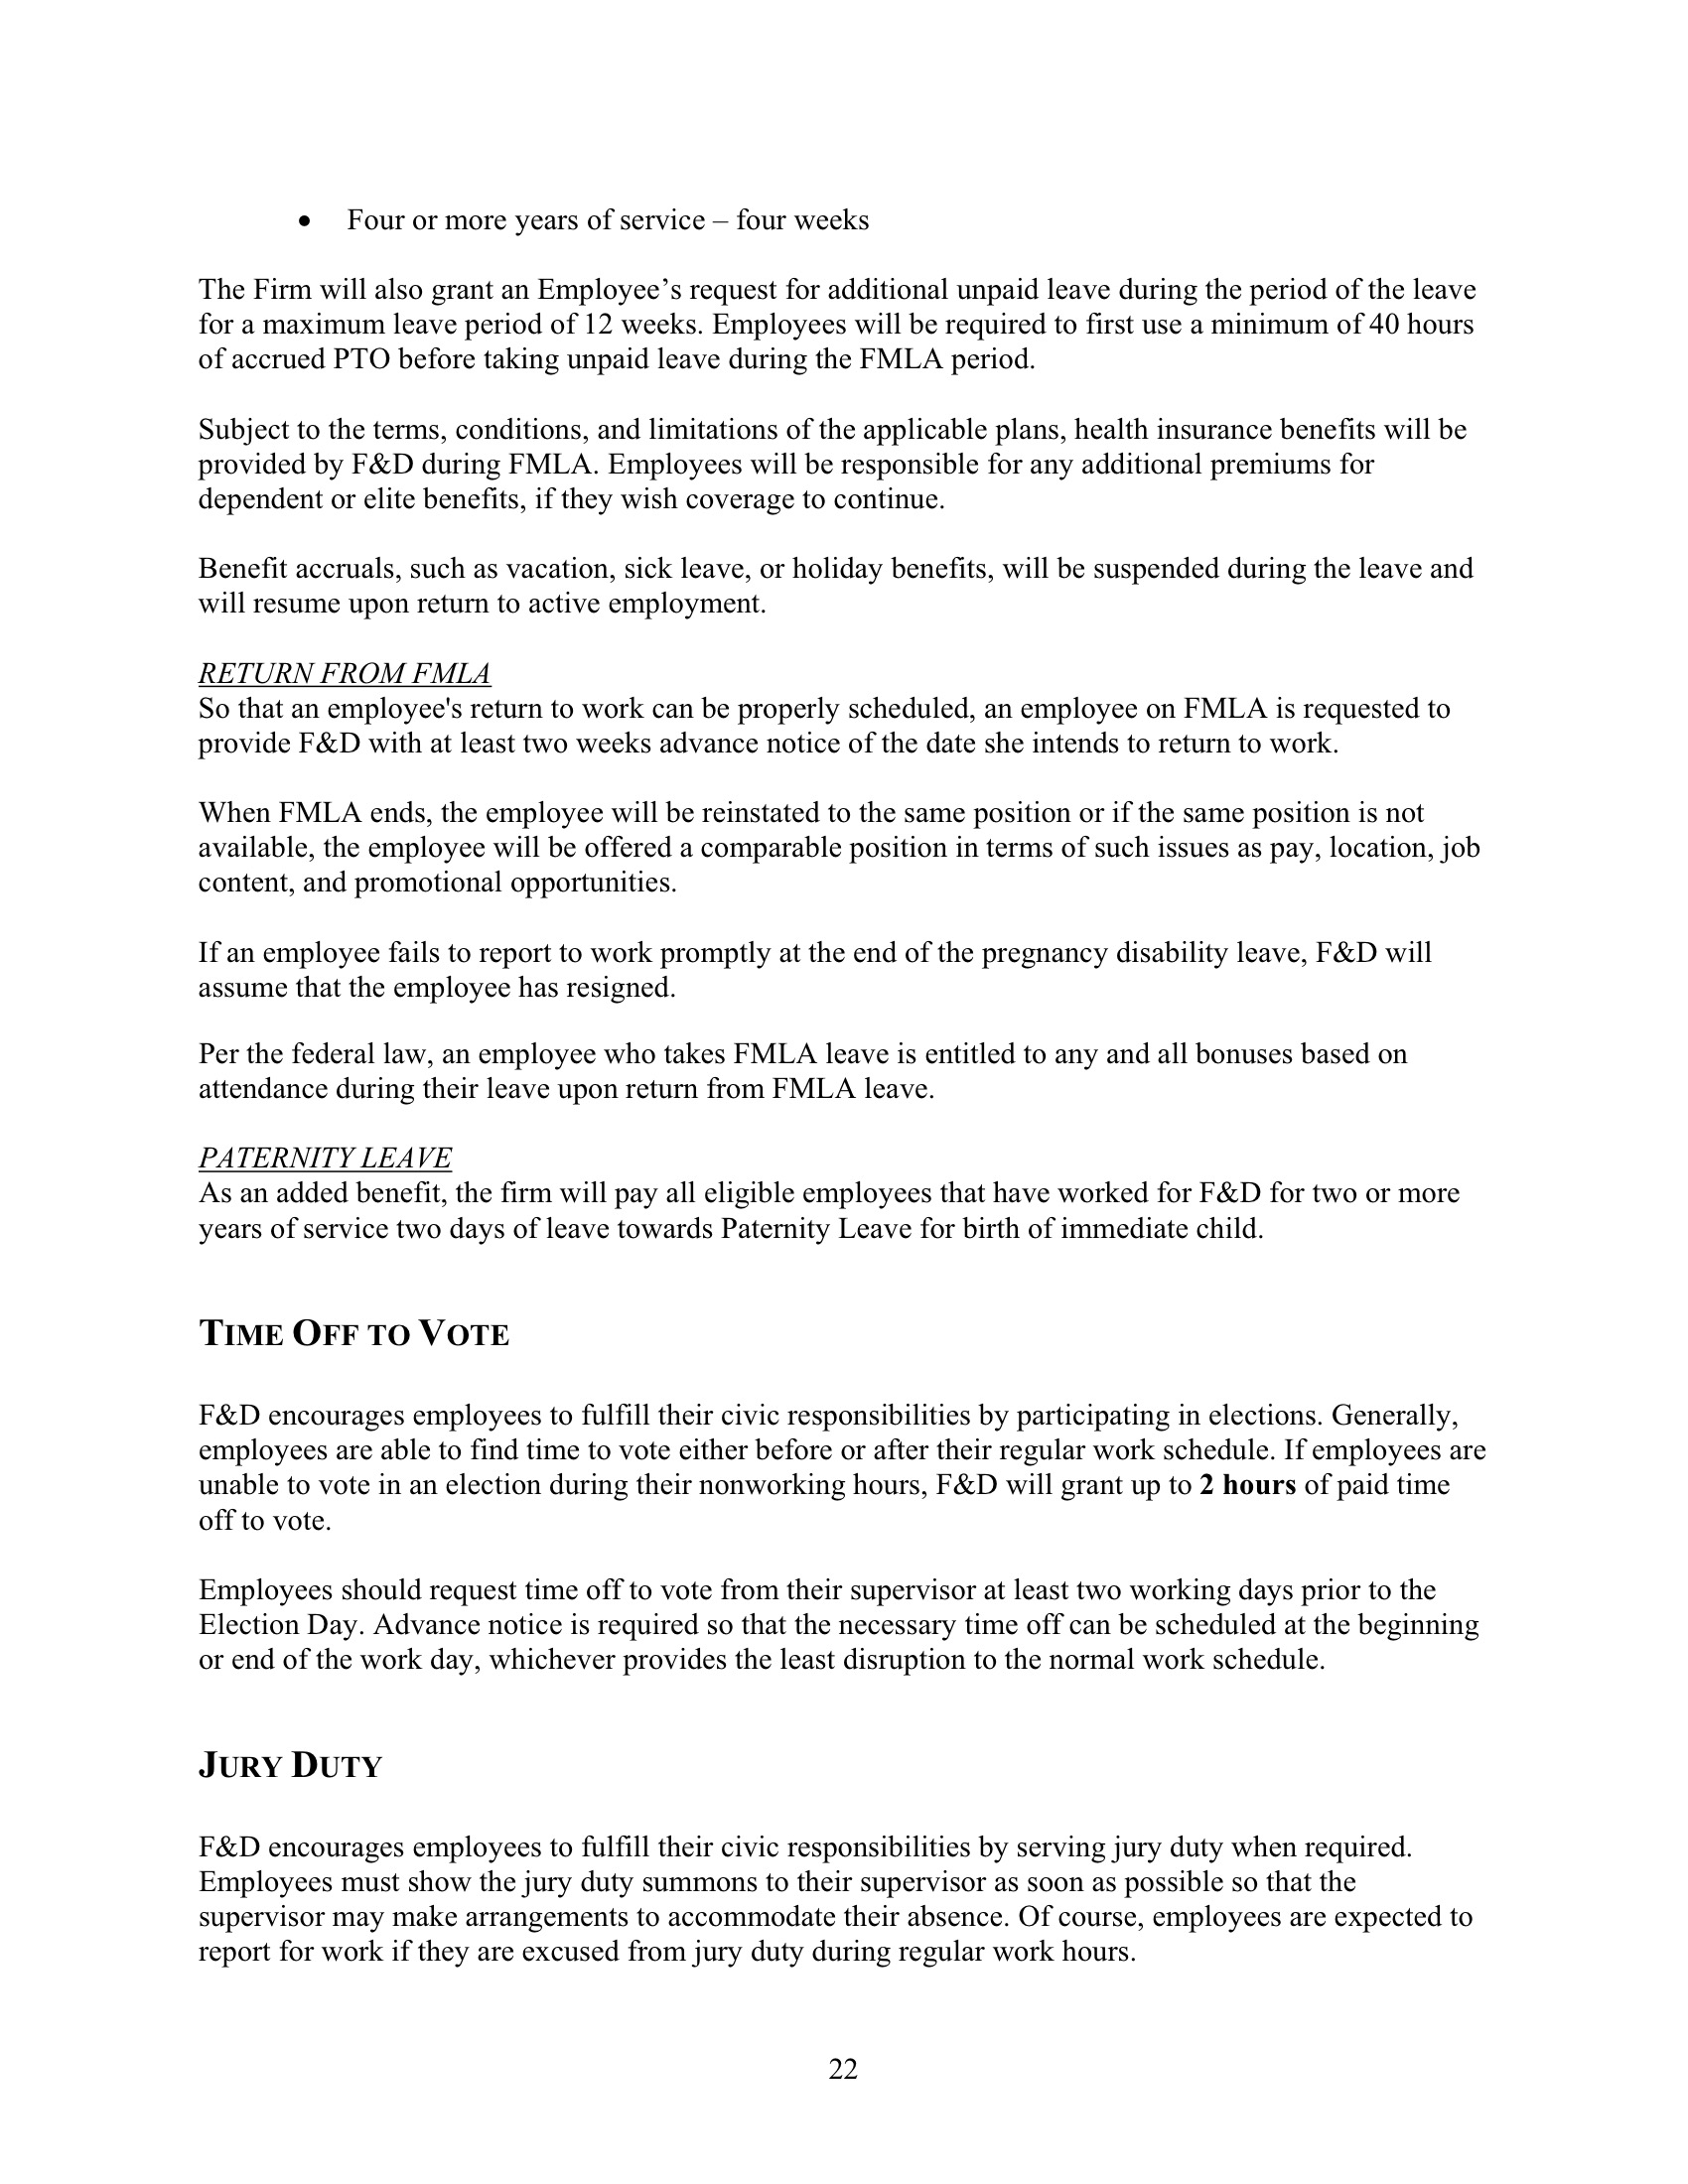 • Four or more years of service – four weeks
The Firm will also grant an Employee’s request for additional unpaid leave during the period of the leave
for a maximum leave period of 12 weeks. Employees will be required to first use a minimum of 40 hours
of accrued PTO before taking unpaid leave during the FMLA period.
Subject to the terms, conditions, and limitations of the applicable plans, health insurance benefits will be
provided by F&D during FMLA. Employees will be responsible for any additional premiums for
dependent or elite benefits, if they wish coverage to continue.
Benefit accruals, such as vacation, sick leave, or holiday benefits, will be suspended during the leave and
will resume upon return to active employment.
RETURN FROM FMLA
So that an employee's return to work can be properly scheduled, an employee on FMLA is requested to
provide F&D with at least two weeks advance notice of the date she intends to return to work.
When FMLA ends, the employee will be reinstated to the same position or if the same position is not
available, the employee will be offered a comparable position in terms of such issues as pay, location, job
content, and promotional opportunities.
If an employee fails to report to work promptly at the end of the pregnancy disability leave, F&D will
assume that the employee has resigned.
Per the federal law, an employee who takes FMLA leave is entitled to any and all bonuses based on
attendance during their leave upon return from FMLA leave.
PATERNITY LEAVE
As an added benefit, the firm will pay all eligible employees that have worked for F&D for two or more
years of service two days of leave towards Paternity Leave for birth of immediate child.
TIME OFF TO VOTE
F&D encourages employees to fulfill their civic responsibilities by participating in elections. Generally,
employees are able to find time to vote either before or after their regular work schedule. If employees are
unable to vote in an election during their nonworking hours, F&D will grant up to 2 hours of paid time
off to vote.
Employees should request time off to vote from their supervisor at least two working days prior to the
Election Day. Advance notice is required so that the necessary time off can be scheduled at the beginning
or end of the work day, whichever provides the least disruption to the normal work schedule.
JURY DUTY
F&D encourages employees to fulfill their civic responsibilities by serving jury duty when required.
Employees must show the jury duty summons to their supervisor as soon as possible so that the
supervisor may make arrangements to accommodate their absence. Of course, employees are expected to
report for work if they are excused from jury duty during regular work hours.
22